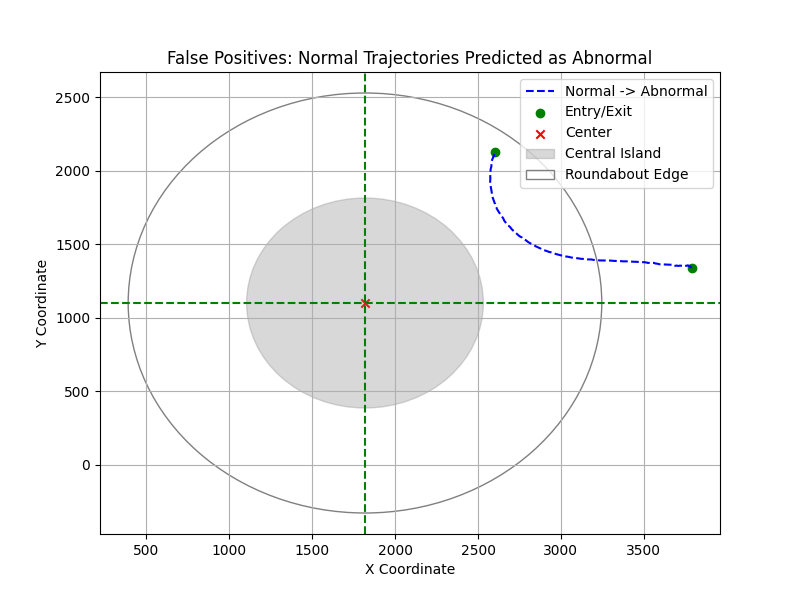 False Positives: Normal Trajectories Predicted as Abnormal
Normal -> Abnormal
Entry/Exit
Center
Central Island
Roundabout Edge
Y Coordinate
2500
2000
1500
1000
500
0
500
1000
1500
2000
2500
3000
3500
X Coordinate